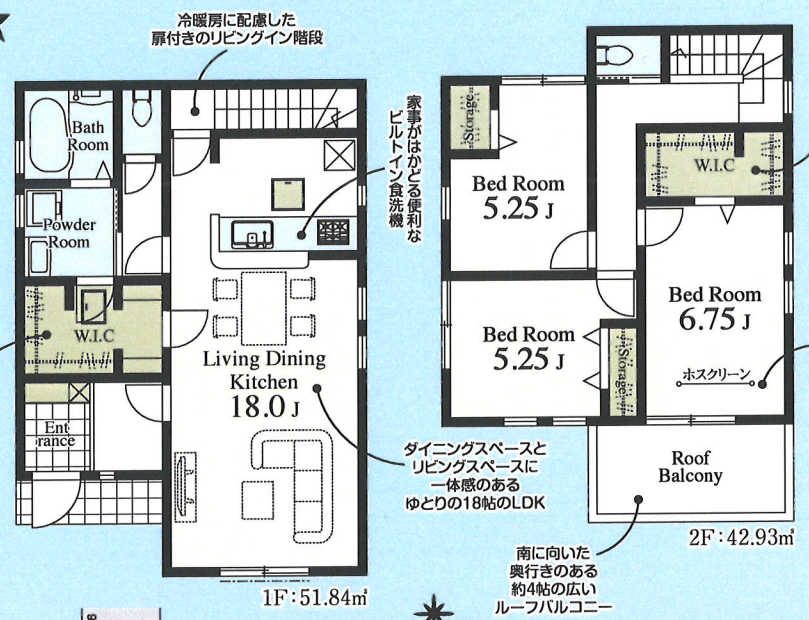 冷暖房に配慮した
扉付きのリビングイン階段
Bath
Room
Powder
Room
W.I.C
Ent
rance
Living Dining
Kitchen
18.0 J
家事がはかどる便利な
ビルトイン食洗機
ダイニングスペースと
リビングスペースに
一体感のある
ゆとりの18帖のLDK
1F:51.84㎡
Storage
Bed Room
5.25 J
W.I.C
Bed Room
6.75 J
ホスクリーン
Bed Room
5.25 J
Storage
Roof
Balcony
2F:42.93㎡
南に向いた
奥行きのある
約4帖の広い
ルーフバルコニー